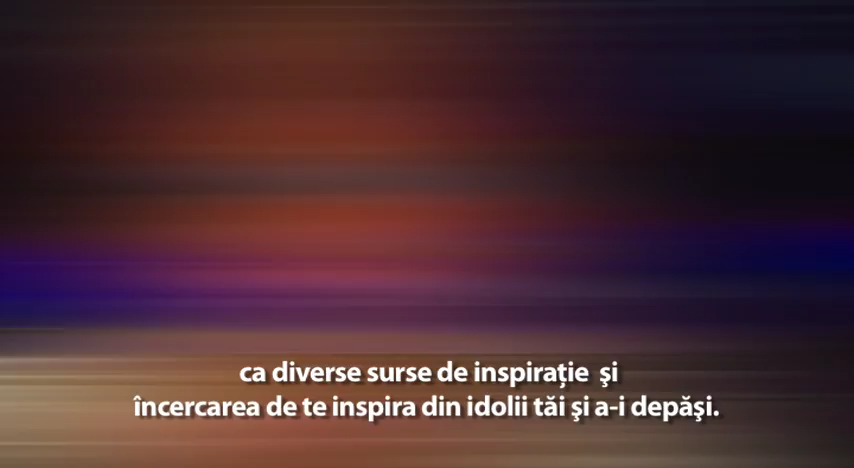 ca diverse surse de inspirație şi
încercarea de te inspira din idolii tăi şi a-i depăşi.